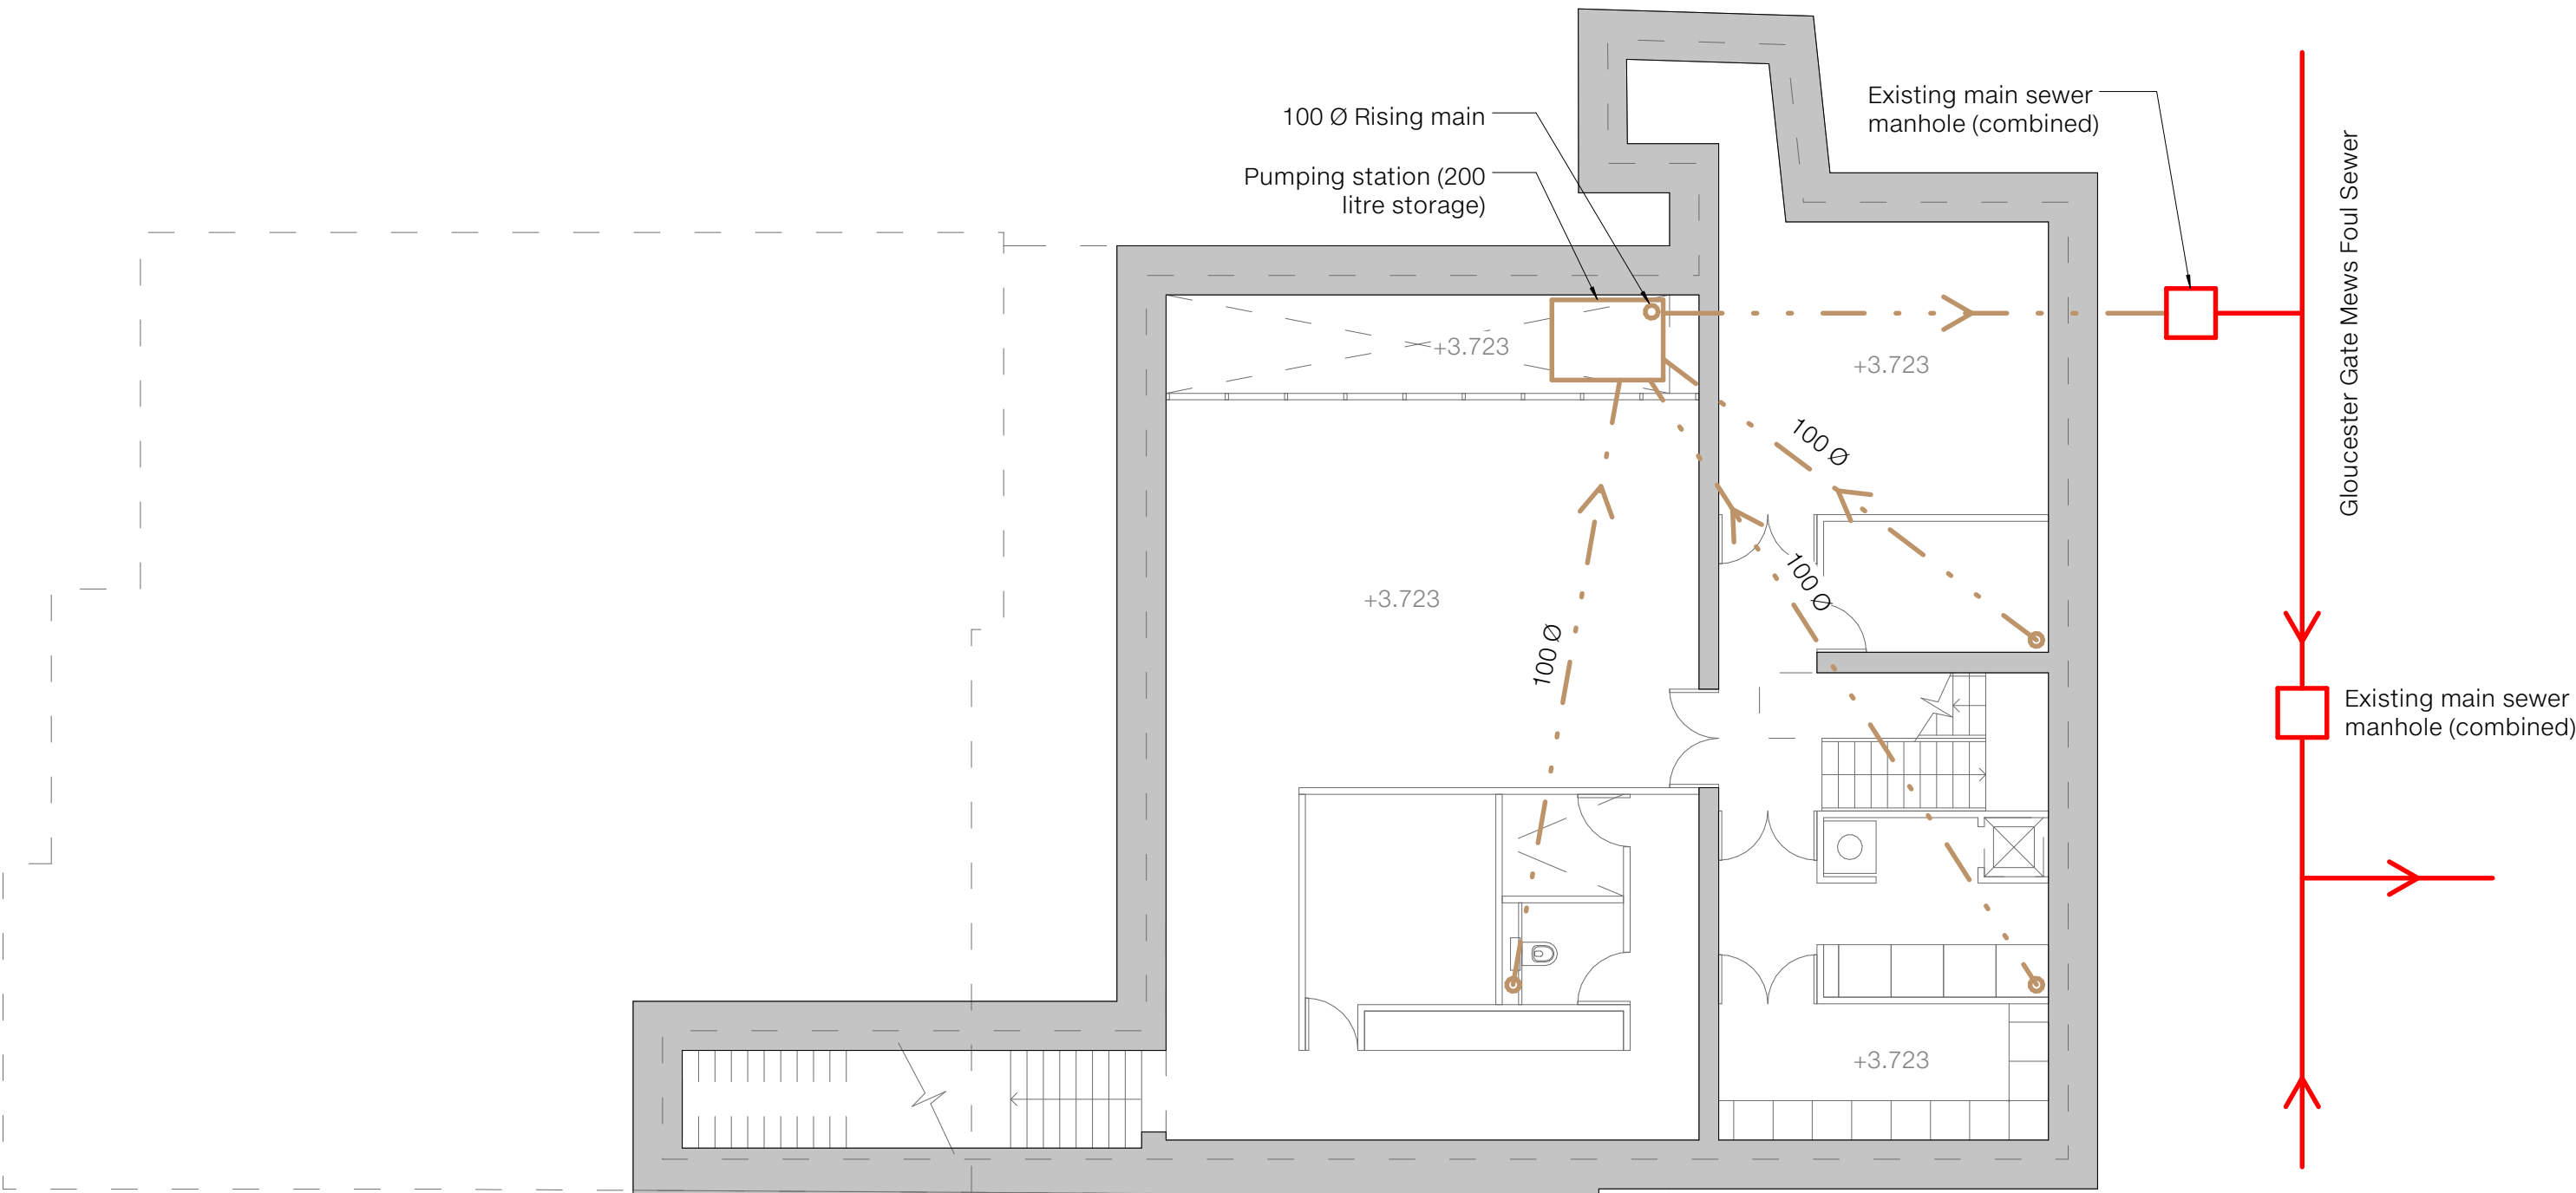 Existing main sewer
manhole (combined)
100 Ø Rising main
Pumping station (200
litre storage)
Gloucester Gate Mews Foul Sewer
+3.723
+3.723
100 Ø
100 Ø
+3.723
100 Ø
Existing main sewer
manhole (combined)
+3.723